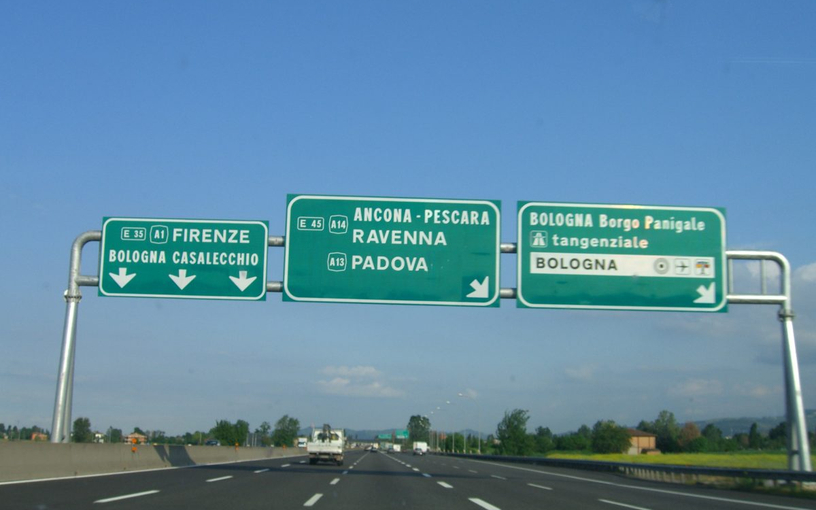 E 35 A1 FIRENZE
BOLOGNA CASALECCHIO
E 45 A14 ANCONA - PESCARA
RAVENNA
A13 PADOVA
BOLOGNA Borgo Panigale
tangenziale
BOLOGNA